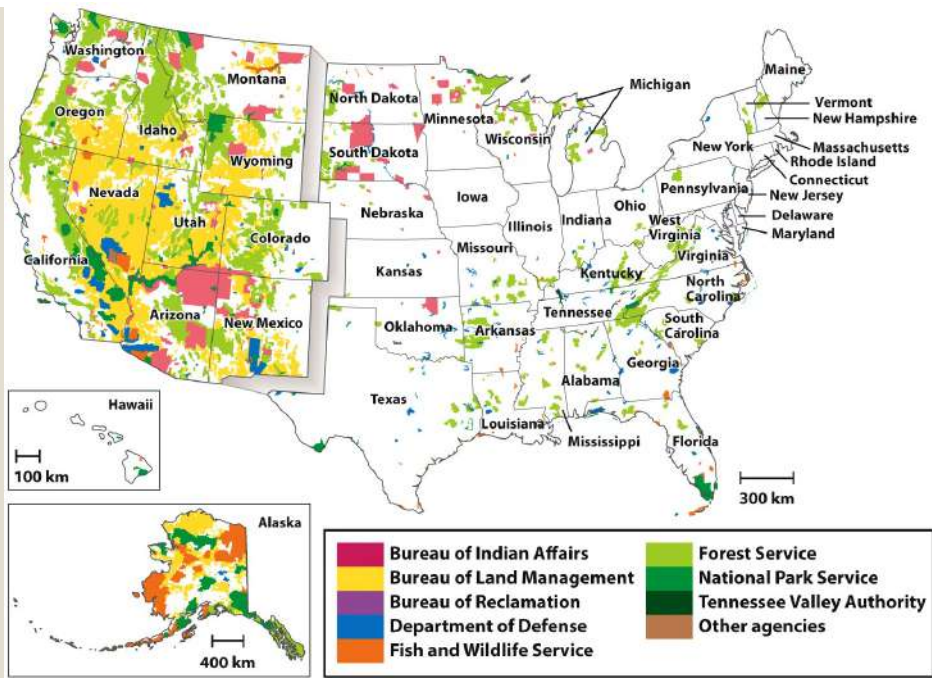 Washington
Montana
Oregon
Idaho
Wyoming
Nevada
Utah
Colorado
California
Arizona
New Mexico
North Dakota
Minnesota
South Dakota
Wisconsin
Michigan
Nebraska
Iowa
Illinois
Indiana
Ohio
Kansas
Missouri
Kentucky
West
Virginia
Virginia
Pennsylvania
New York
Maine
Vermont
New Hampshire
Massachusetts
Rhode Island
Connecticut
New Jersey
Delaware
Maryland
Oklahoma
Arkansas
Tennessee
North
Carolina
South
Carolina
Texas
Louisiana
Mississippi
Alabama
Georgia
Florida
300 km
Hawaii
100 km
Alaska
400 km
Bureau of Indian Affairs
Bureau of Land Management
Bureau of Reclamation
Department of Defense
Fish and Wildlife Service
Forest Service
National Park Service
Tennessee Valley Authority
Other agencies